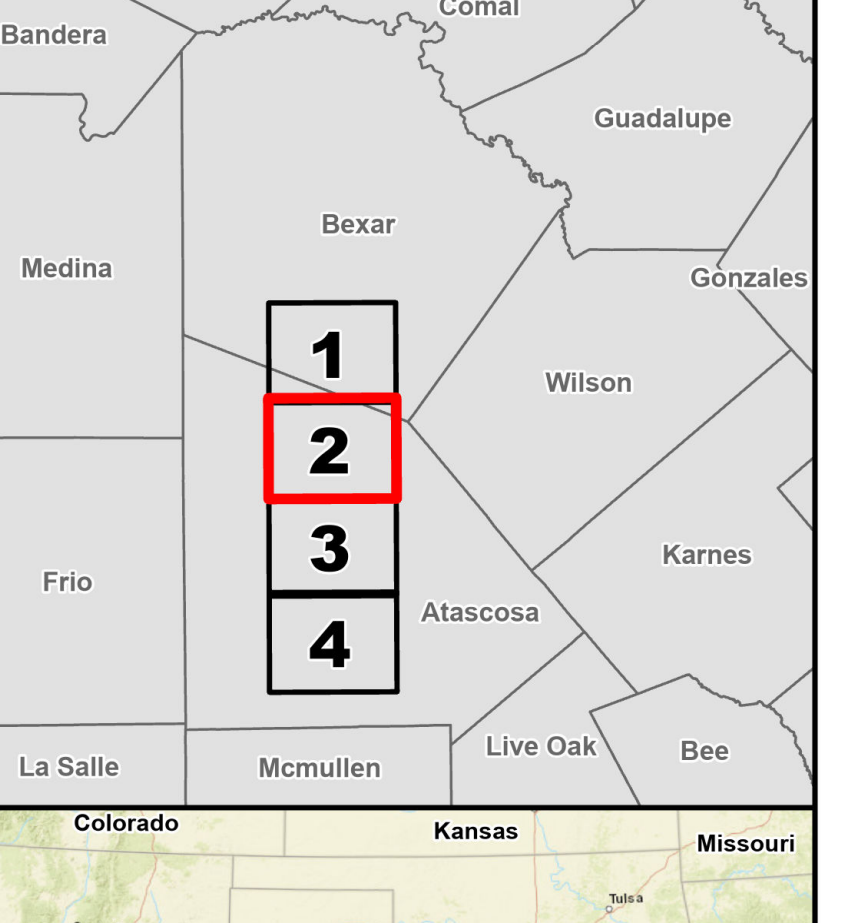 Comal
Bandera
Guadalupe
Bexar
Medina
Gonzales
1
Wilson
2
3
Karnes
Frio
Atascosa
4
Live Oak
Bee
La Salle
Mcmullen
Colorado
Kansas
Missouri
Tulsa